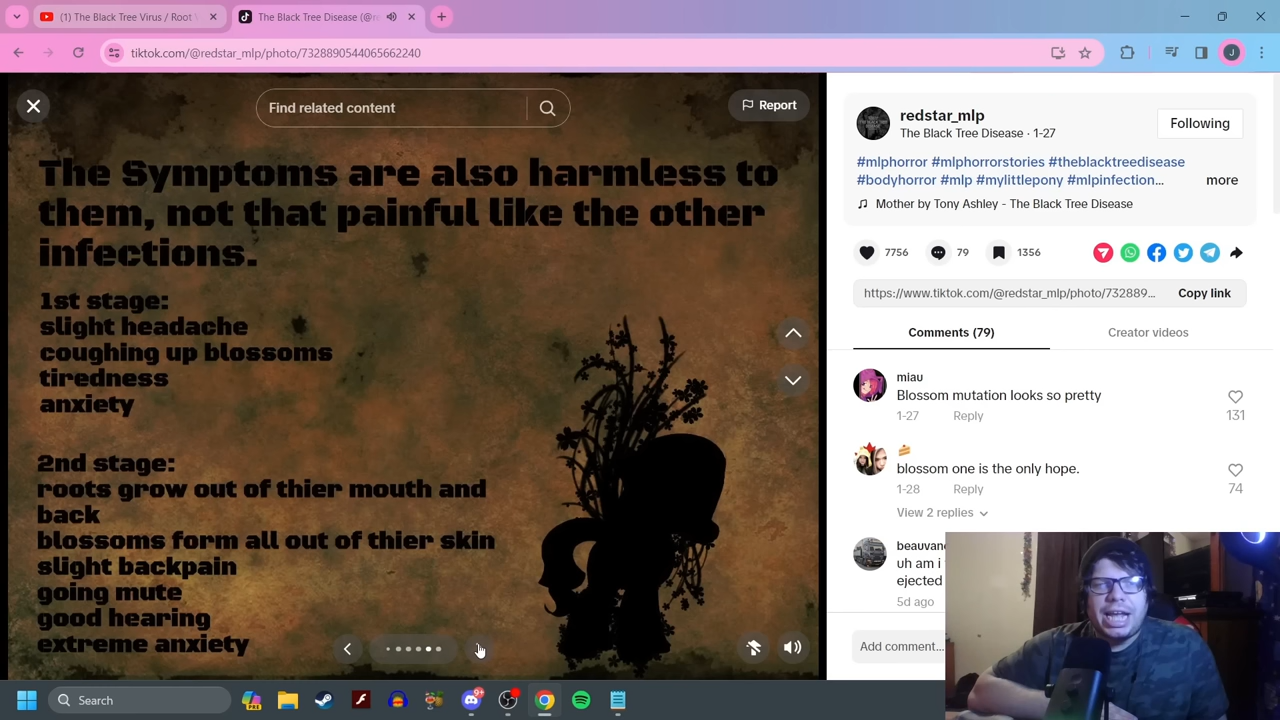 (1) The Black Tree Virus / Root
The Black Tree Disease (@r
tiktok.com/@redstar_mlp/photo/7328890544065662240
J
Find related content
Report
The Symptoms are also harmless to
them, not that painful like the other
infections.
1st stage:
slight headache
coughing up blossoms
tiredness
anxiety
2nd stage:
roots grow out of thier mouth and
back
blossoms form all out of thier skin
slight backpain
going mute
good hearing
extreme anxiety
redstar_mlp
The Black Tree Disease · 1-27
Following
#mlphorror #mlphorrorstories #theblacktreedisease
#bodyhorror #mlp #mylittlepony #mlpinfection...
more
Mother by Tony Ashley - The Black Tree Disease
7756
79
1356
https://www.tiktok.com/@redstar_mlp/photo/732889...
Copy link
Comments (79)
Creator videos
miau
Blossom mutation looks so pretty
1-27
Reply
131
blossom one is the only hope.
1-28
Reply
74
View 2 replies
beauvan
uh am i
ejected
5d ago
Add comment...
Search
PRE
9+